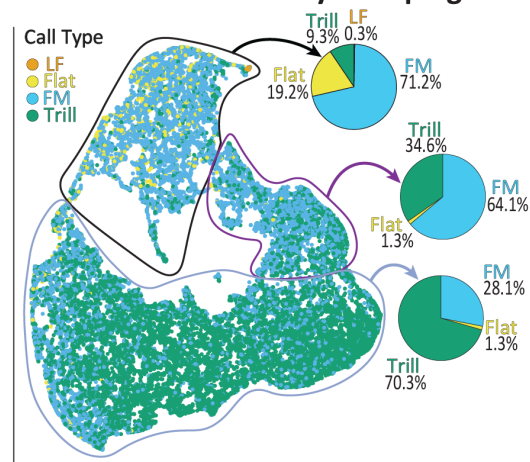 Call Type
LF
Flat
FM
Trill
Trill LF
9.3% 0.3%
FM
71.2%
Flat
19.2%
Trill
34.6%
FM
64.1%
Flat
1.3%
FM
28.1%
Flat
1.3%
Trill
70.3%